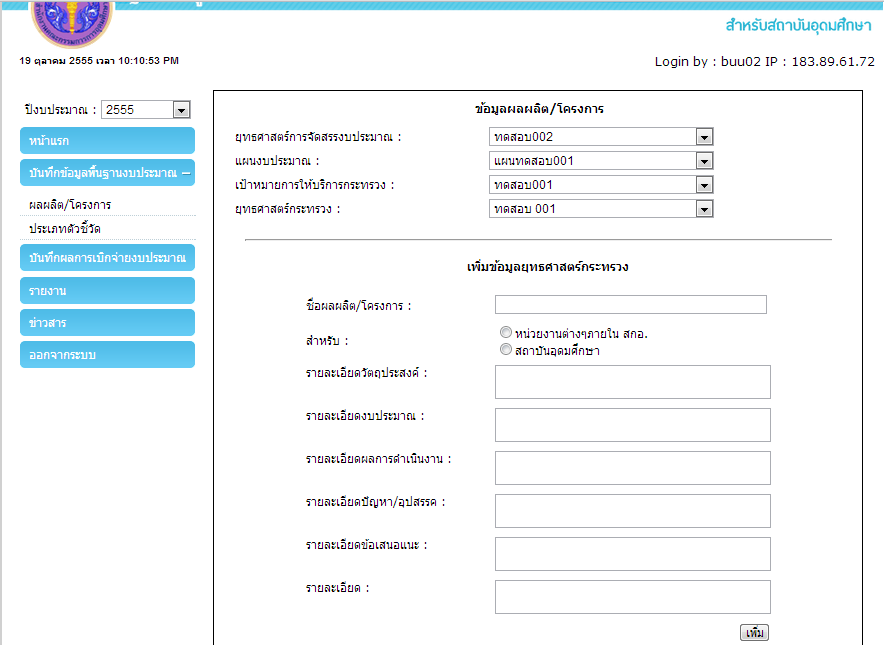 สำหรับสถาบันอุดมศึกษา
19 ตุลาคม 2555 เวลา 10:10:53 PM
Login by : buu02 IP : 183.89.61.72
ปีงบประมาณ : 2555
หน้าแรก
บันทึกข้อมูลพื้นฐานงบประมาณ –
ผลผลิต/โครงการ
ประเภทตัวชี้วัด
บันทึกผลการเบิกจ่ายงบประมาณ
รายงาน
ข่าวสาร
ออกจากระบบ
ข้อมูลผลผลิต/โครงการ
ยุทธศาสตร์การจัดสรรงบประมาณ : ทดสอบ002
แผนงบประมาณ : แผนทดสอบ001
เป้าหมายการให้บริการกระทรวง : ทดสอบ001
ยุทธศาสตร์กระทรวง : ทดสอบ 001
เพิ่มข้อมูลยุทธศาสตร์กระทรวง
ชื่อผลผลิต/โครงการ :
สำหรับ : หน่วยงานต่างๆภายใน สกอ.
สถาบันอุดมศึกษา
รายละเอียดวัตถุประสงค์ :
รายละเอียดงบประมาณ :
รายละเอียดผลการดำเนินงาน :
รายละเอียดปัญหา/อุปสรรค :
รายละเอียดข้อเสนอแนะ :
รายละเอียด :
เพิ่ม